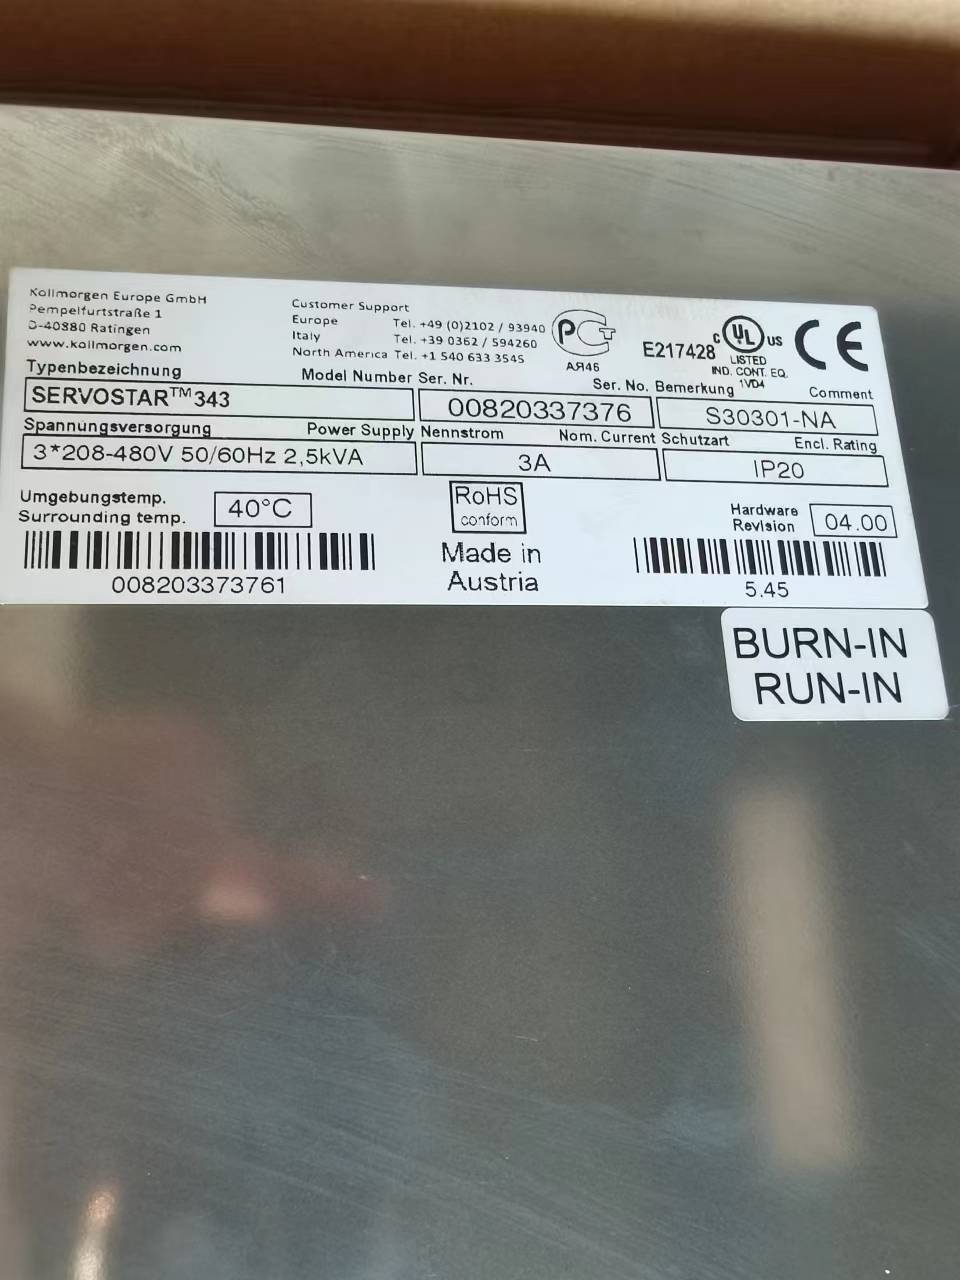 Kollmorgen Europe GmbH
Pempelfurtstraße 1
D-40880 Ratingen
www.kollmorgen.com
Customer Support
Europe Tel. +49 (0)2102 / 93940
Italy Tel. +39 0362 / 594260
North America Tel. +1 540 633 3545
PCT
АЯ46
E217428
C UL US
LISTED
IND. CONT. EQ.
1VD4
CE
Typenbezeichnung Model Number
SERVOSTAR™343
Ser. Nr. Ser. No.
00820337376
Bemerkung Comment
S30301-NA
Spannungsversorgung Power Supply
3*208-480V 50/60Hz 2,5kVA
Nennstrom Nom. Current
3A
Schutzart Encl. Rating
IP20
Umgebungstemp.
Surrounding temp.
40°C
RoHS
conform
Hardware
Revision
04.00
008203373761
Made in
Austria
5.45
BURN-IN
RUN-IN